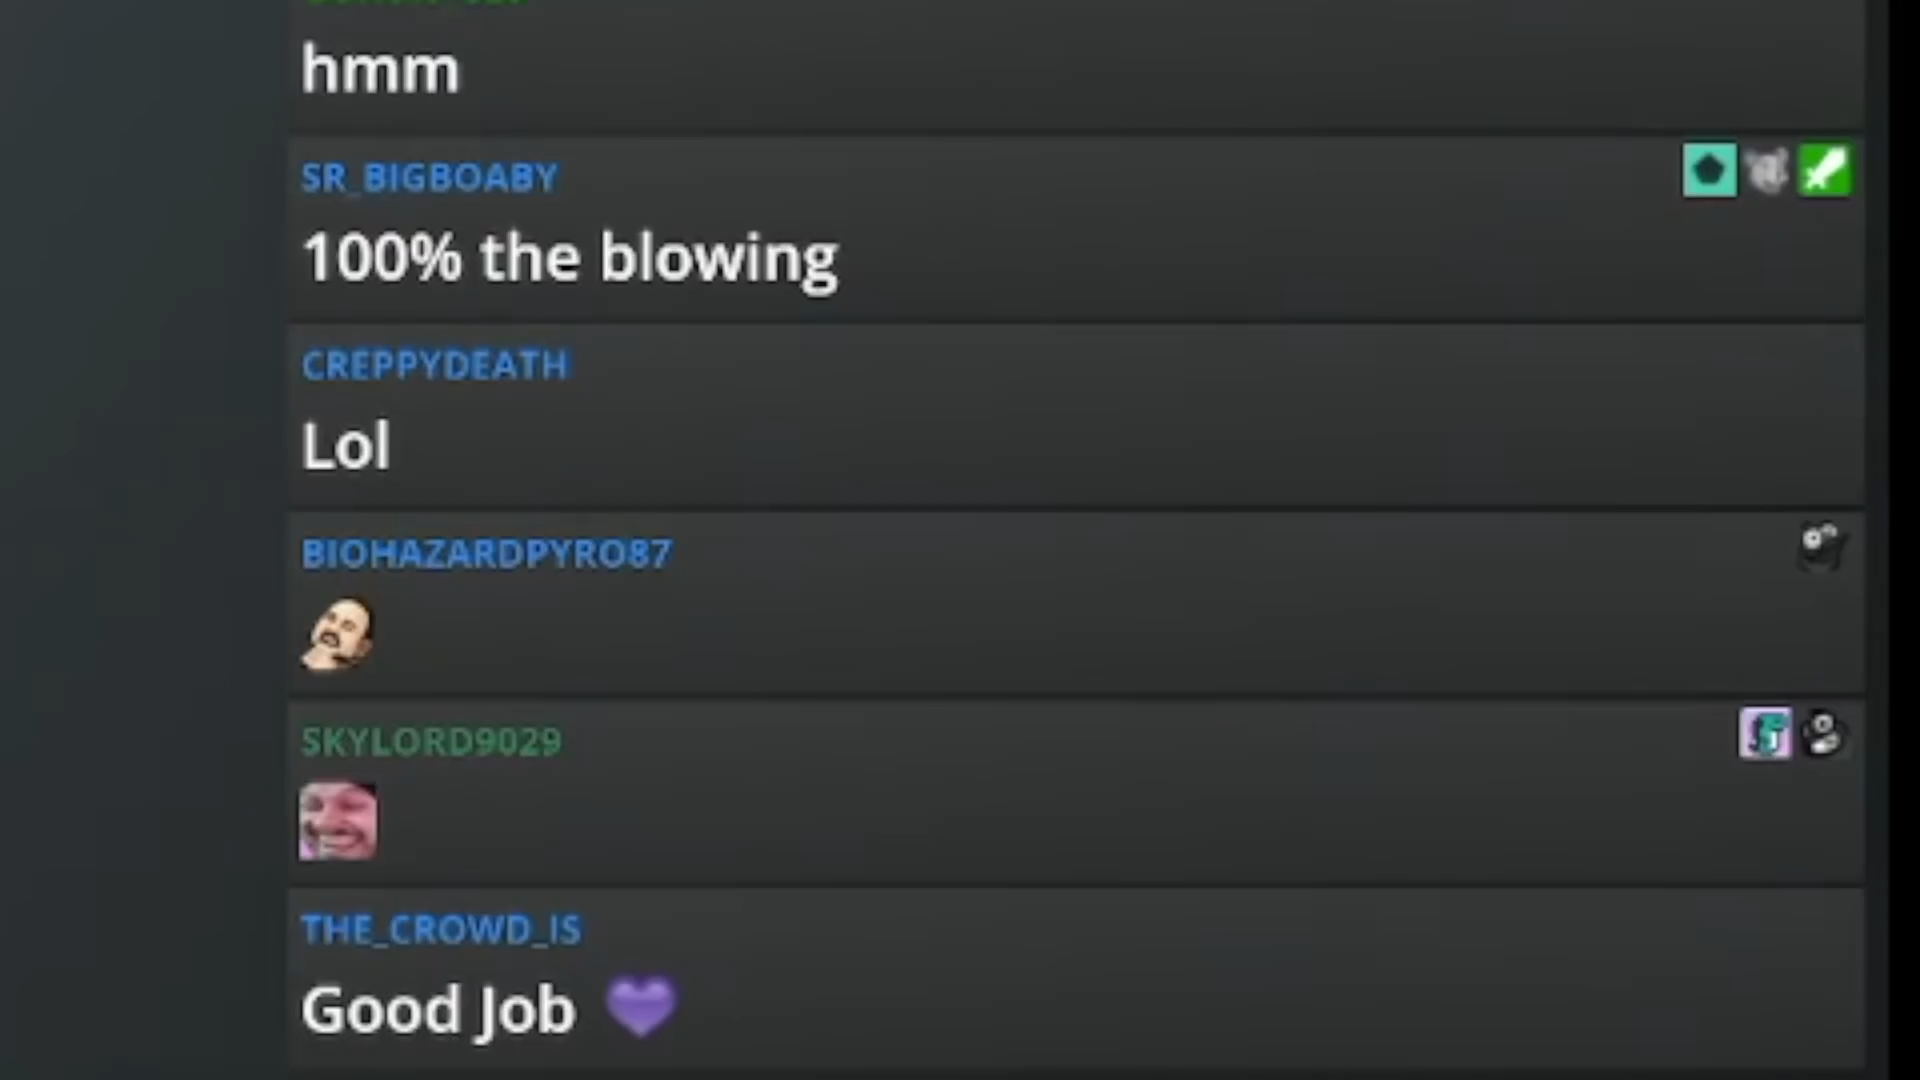 hmm
SR_BIGBOABY
100% the blowing
CREPPYDEATH
Lol
BIOHAZARDPYRO87
SKYLORD9029
THE_CROWD_IS
Good Job 💜